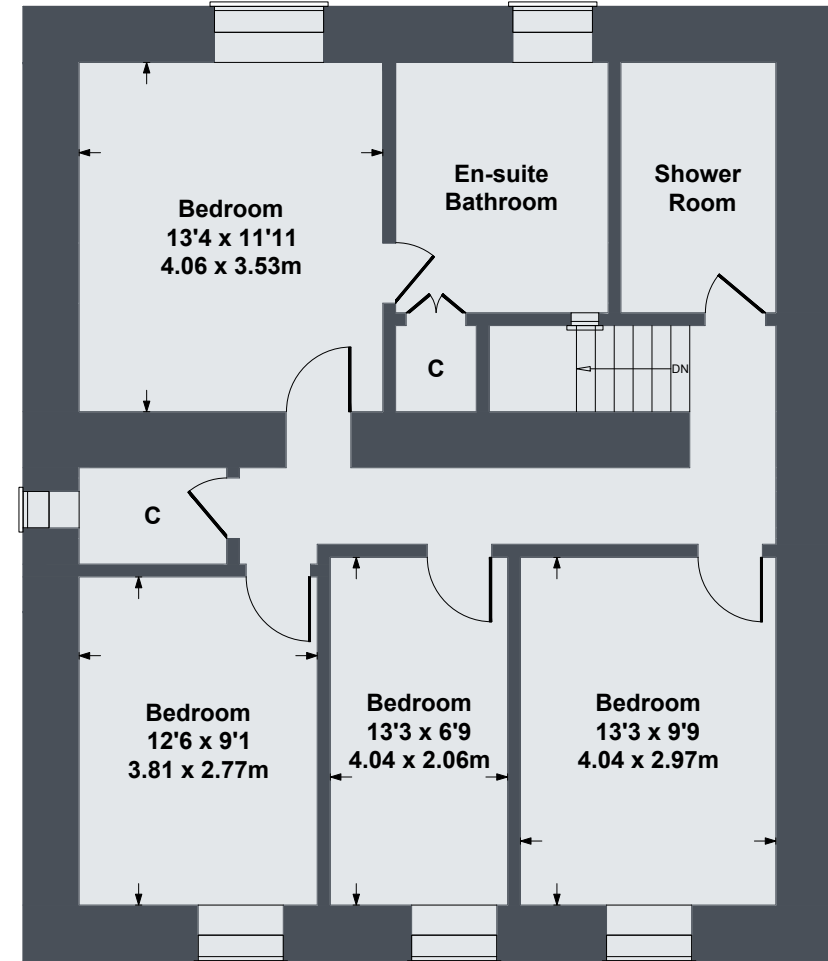 Bedroom
13'4 x 11'11
4.06 x 3.53m
En-suite
Bathroom
Shower
Room
C
DN
C
Bedroom
12'6 x 9'1
3.81 x 2.77m
Bedroom
13'3 x 6'9
4.04 x 2.06m
Bedroom
13'3 x 9'9
4.04 x 2.97m